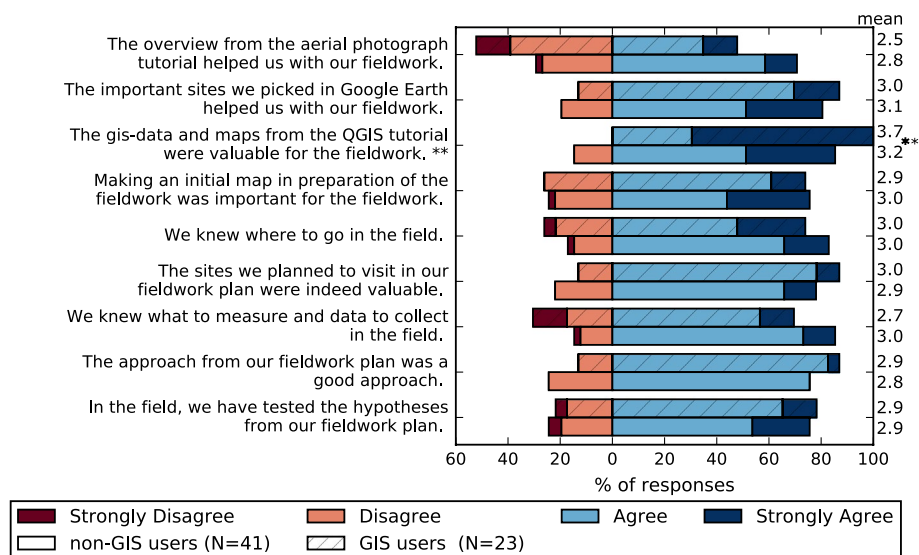 mean
The overview from the aerial photograph
tutorial helped us with our fieldwork.
2.5
2.8
The important sites we picked in Google Earth
helped us with our fieldwork.
3.0
3.1
The gis-data and maps from the QGIS tutorial
were valuable for the fieldwork. **
3.7
**
3.2
Making an initial map in preparation of the
fieldwork was important for the fieldwork.
2.9
3.0
We knew where to go in the field.
3.0
3.0
The sites we planned to visit in our
fieldwork plan were indeed valuable.
3.0
2.9
We knew what to measure and data to collect
in the field.
2.7
3.0
The approach from our fieldwork plan was a
good approach.
2.9
2.8
In the field, we have tested the hypotheses
from our fieldwork plan.
2.9
2.9
60 40 20 0 20 40 60 80 100
% of responses
Strongly Disagree Disagree Agree Strongly Agree
non-GIS users (N=41) GIS users (N=23)